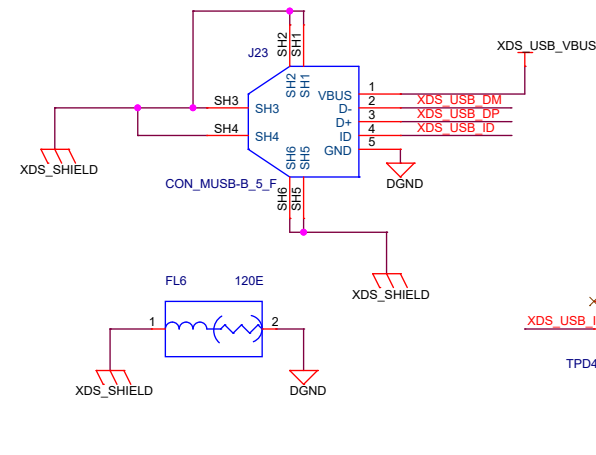 SH2
SH1
J23
XDS_USB_VBUS
SH2
SH1
VBUS
1
XDS_USB_DM
SH3
SH3
D-
2
XDS_USB_DP
D+
3
XDS_USB_ID
SH4
SH4
ID
4
GND
5
XDS_SHIELD
SH6
SH5
CON_MUSB-B_5_F
DGND
SH6
SH5
FL6
120E
XDS_SHIELD
1
2
XDS_USB_I
TPD4
XDS_SHIELD
DGND